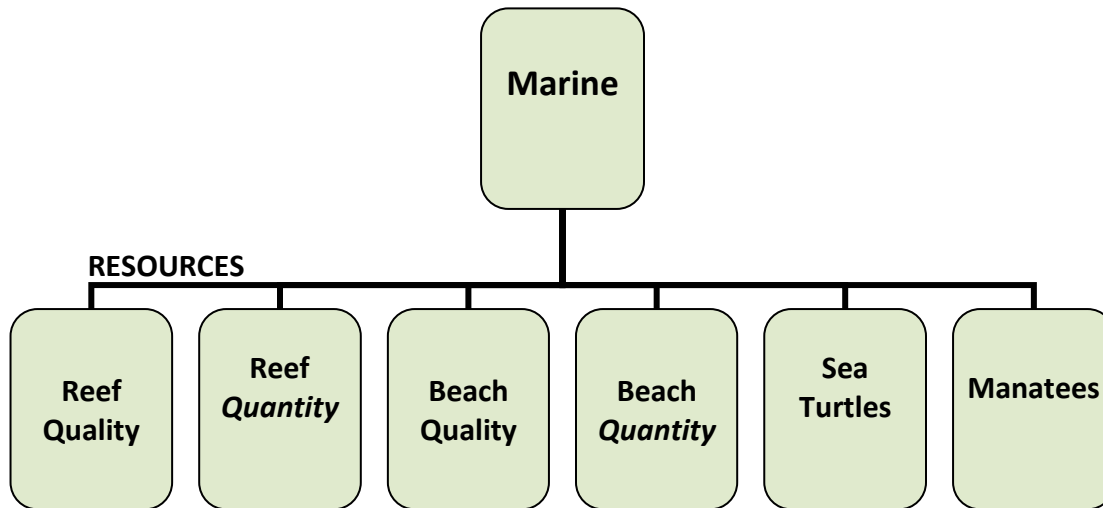 Marine
RESOURCES
Reef
Quality
Reef
Quantity
Beach
Quality
Beach
Quantity
Sea
Turtles
Manatees